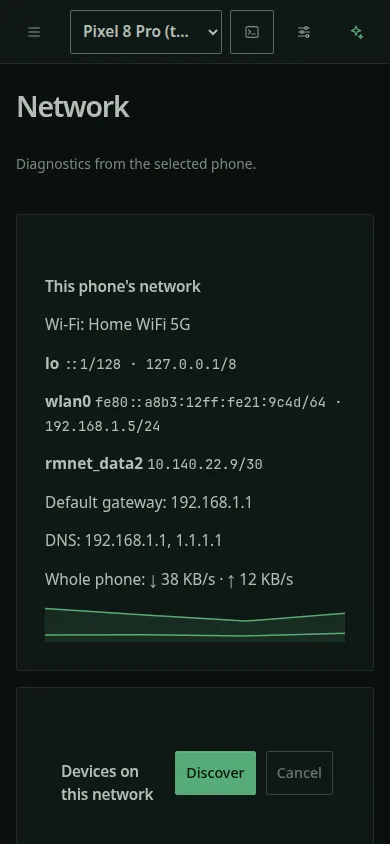 Pixel 8 Pro (t...
Network
Diagnostics from the selected phone.
This phone's network
Wi-Fi: Home WiFi 5G
lo ::1/128 · 127.0.0.1/8
wlan0 fe80::a8b3:12ff:fe21:9c4d/64 ·
192.168.1.5/24
rmnet_data2 10.140.22.9/30
Default gateway: 192.168.1.1
DNS: 192.168.1.1, 1.1.1.1
Whole phone: ↓ 38 KB/s · ↑ 12 KB/s
Devices on
this network
Discover
Cancel